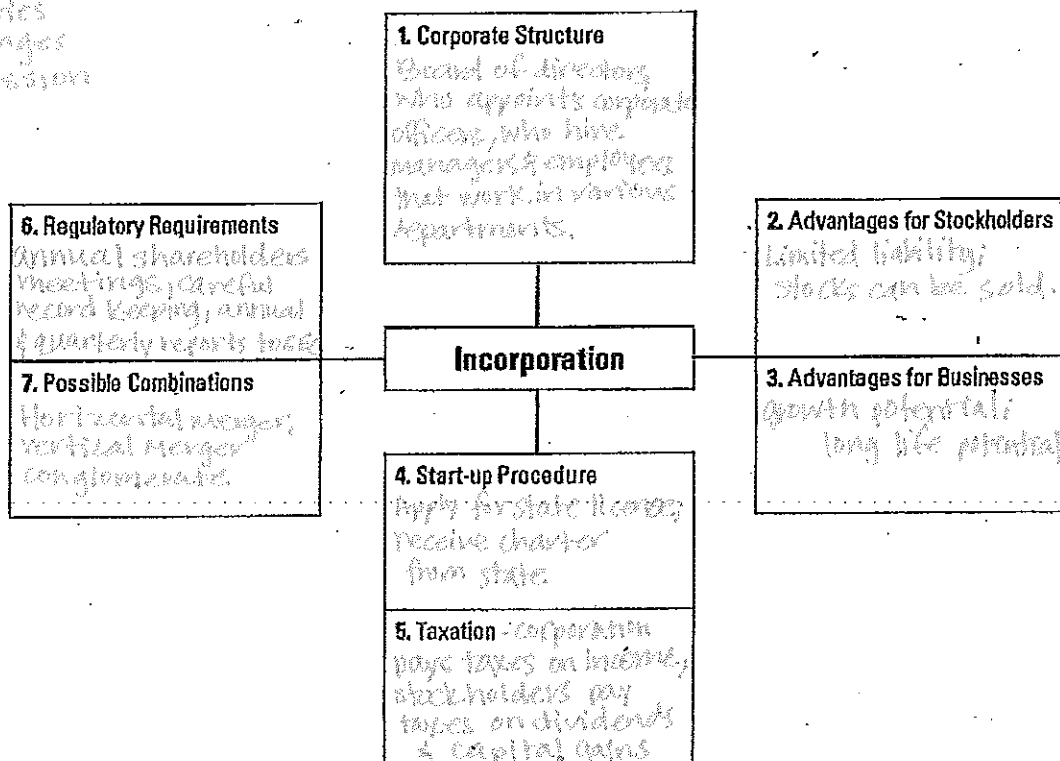 1. Corporate Structure
Board of directors
who appoints corporate
officers, who hire
managers & employees
that work in various
departments.
6. Regulatory Requirements
annual shareholders
meetings, careful
record keeping, annual
& quarterly reports to SEC
2. Advantages for Stockholders
Limited liability;
stocks can be sold.
Incorporation
7. Possible Combinations
Horizontal merger,
vertical merger
conglomerate.
3. Advantages for Businesses
growth potential;
long life potential
4. Start-up Procedure
Apply for state license;
receive charter
from state.
5. Taxation - corporation
pays taxes on income,
stockholders pay
taxes on dividends
& capital gains